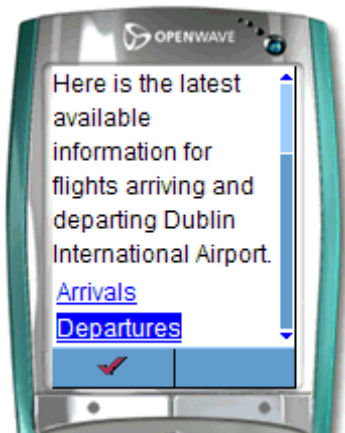 OPENWAVE
Here is the latest
available
information for
flights arriving and
departing Dublin
International Airport.
Arrivals
Departures